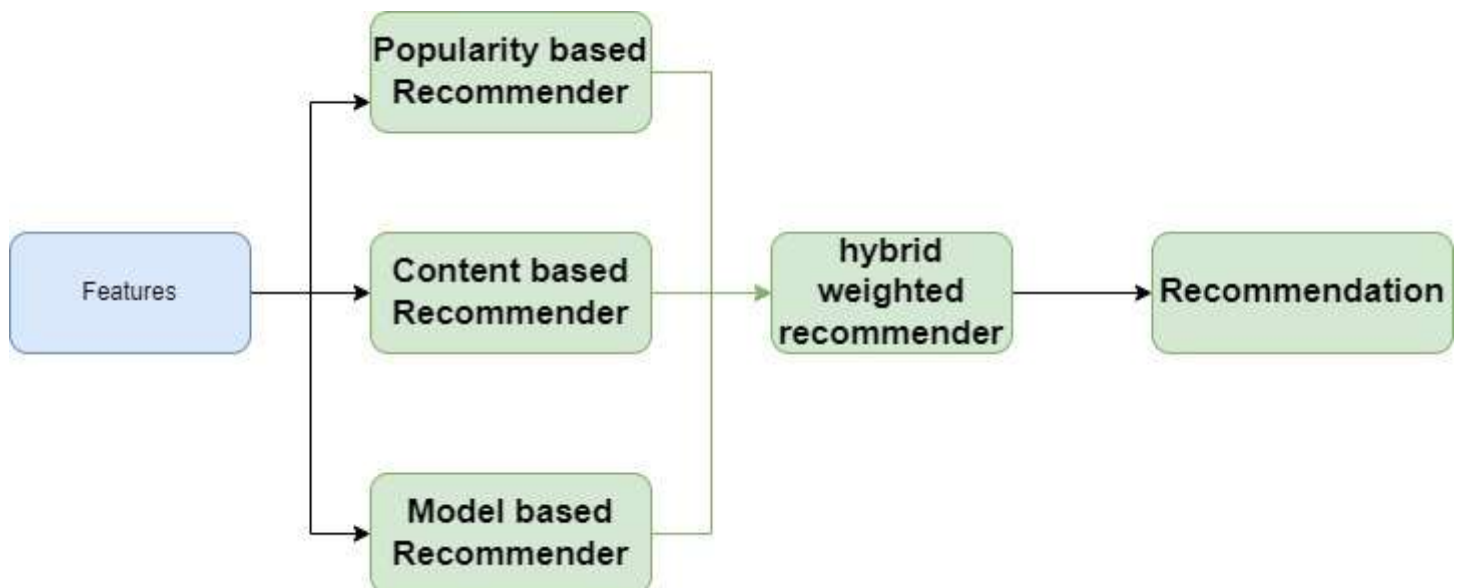 Popularity based
Recommender
Features
Content based
Recommender
hybrid
weighted
recommender
Recommendation
Model based
Recommender